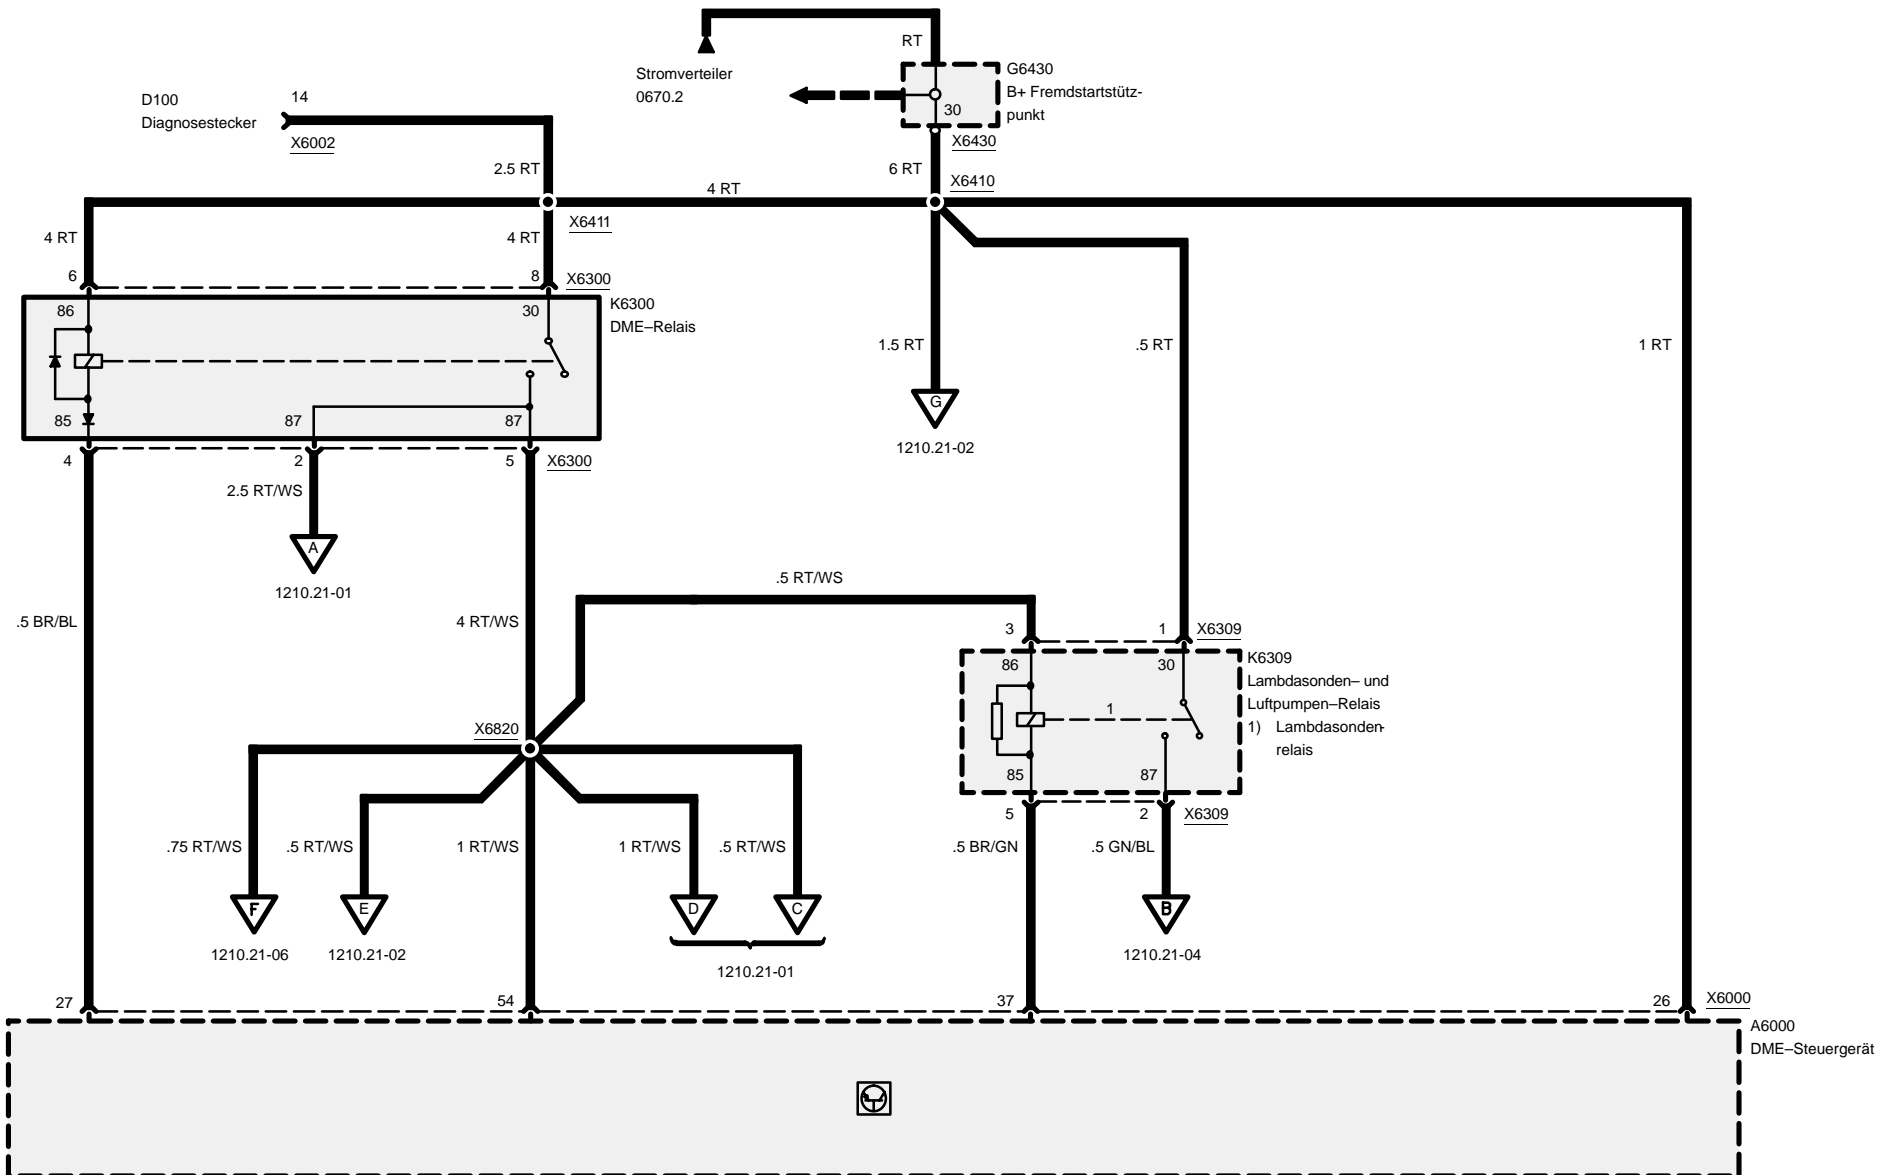 RT
G6430
Stromverteiler
B+ Fremdstartstütz-
0670.2
D100
14
30
punkt
Diagnosestecker
X6002
X6430
2.5 RT
6 RT
4 RT
X6410
X6411
4 RT
4 RT
6
8
X6300
K6300
86
30
DME–Relais
1.5 RT
.5 RT
1 RT
G
85
87
87
1210.21-02
4
2
5
X6300
2.5 RT/WS
A
.5 RT/WS
1210.21-01
.5 BR/BL
4 RT/WS
3
1
X6309
K6309
86
30
Lambdasonden– und
Luftpumpen–Relais
1
X6820
1) Lambdasonden-
relais
85
87
5
2
X6309
.75 RT/WS
.5 RT/WS
1 RT/WS
1 RT/WS
.5 RT/WS
.5 BR/GN
.5 GN/BL
F
E
D
C
B
1210.21-06
1210.21-02
1210.21-04
1210.21-01
27
54
37
26
X6000
A6000
DME–Steuergerät